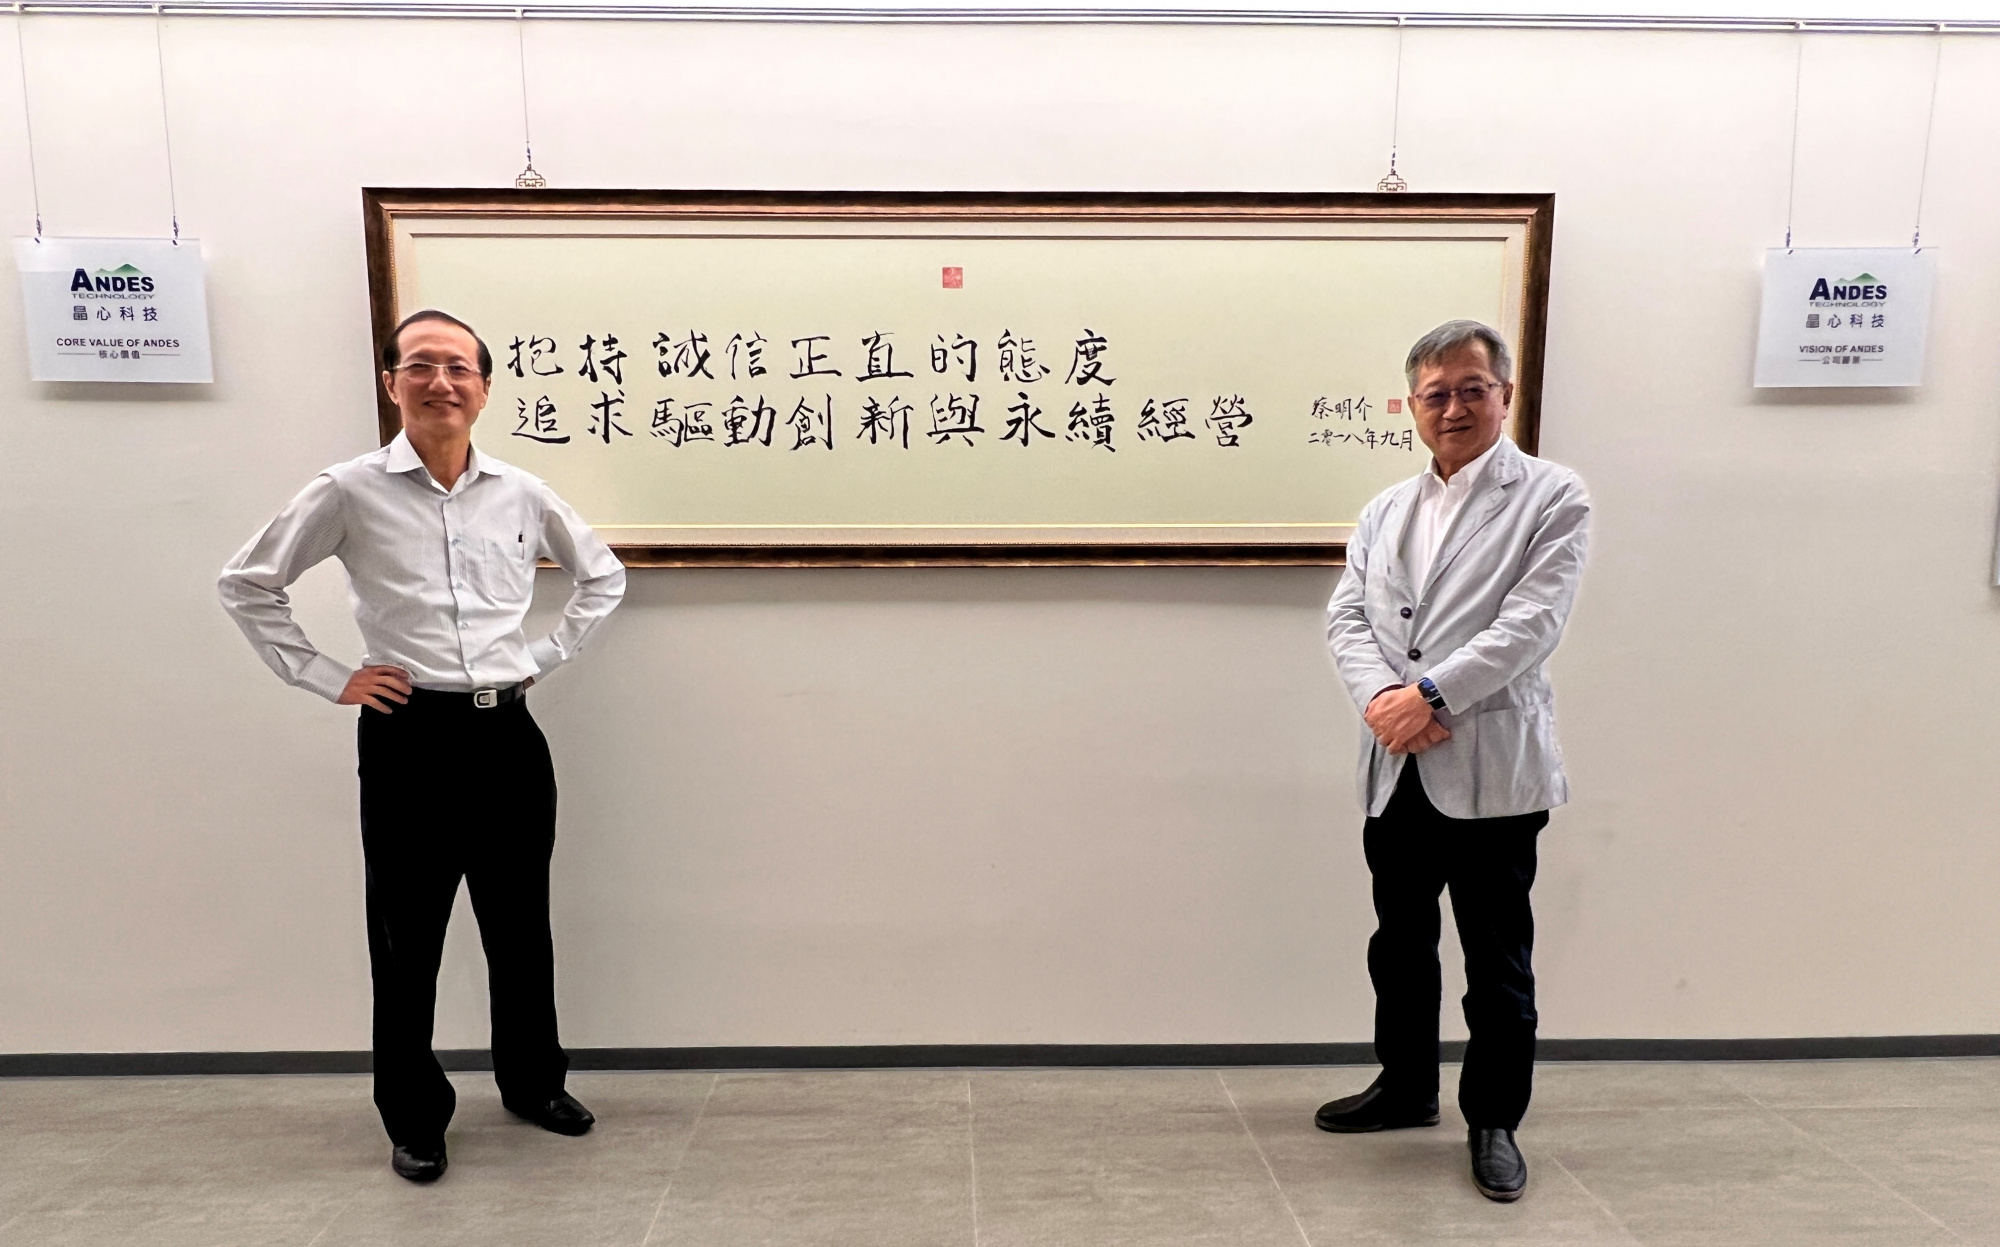 ANDES
TECHNOLOGY
晶心科技
CORE VALUE OF ANDES
核心價值
抱持誠信正直的態度
追求驅動創新與永續經營
蔡明介
二零一八年九月
ANDES
TECHNOLOGY
晶心科技
VISION OF ANDES
公司願景